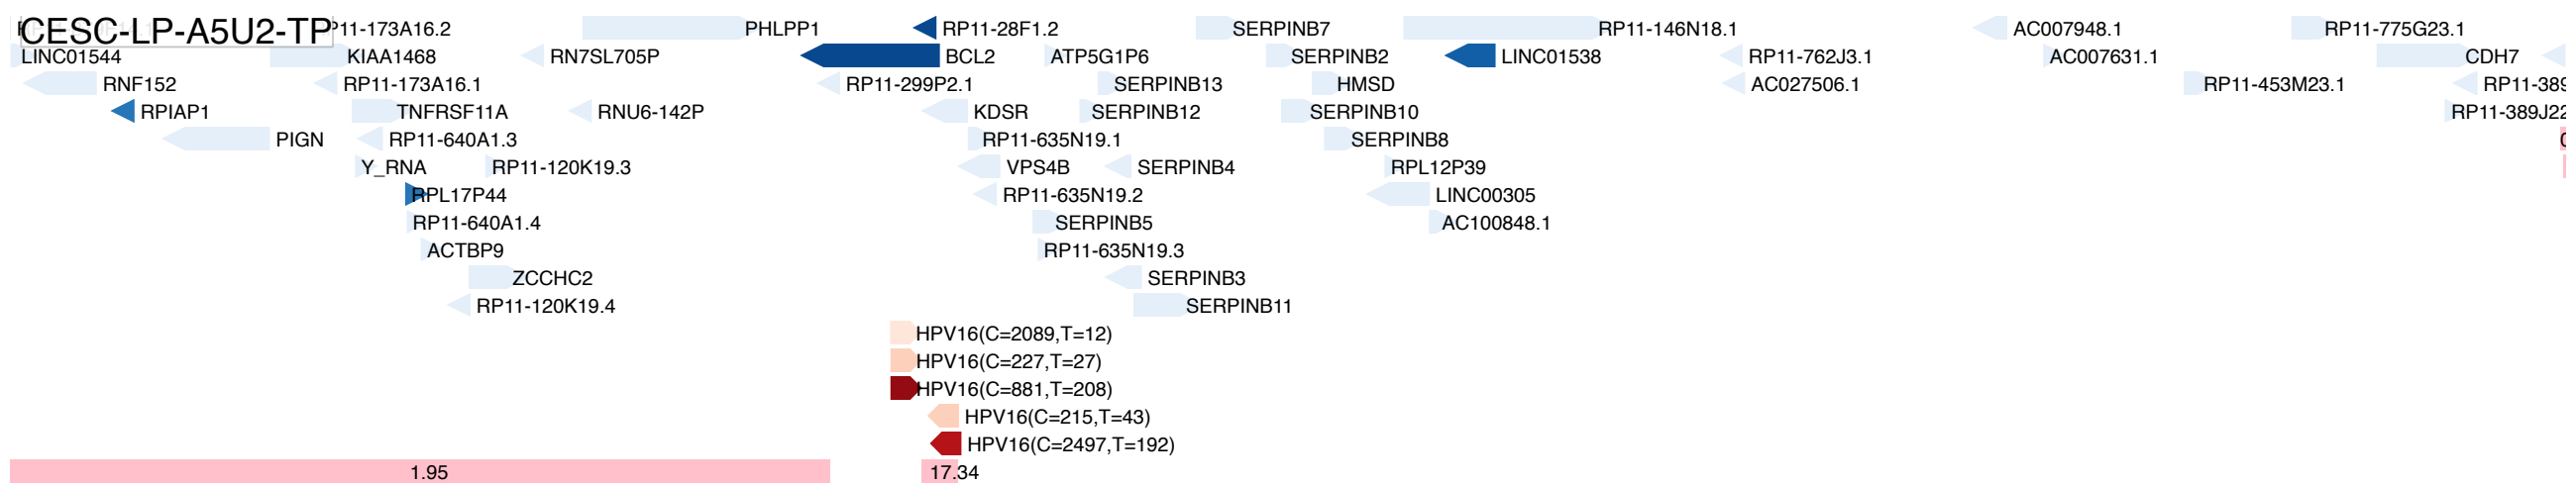 CESC-LP-A5U2-TP P11-173A16.2 PHLPP1 RP11-28F1.2 SERPINB7 RP11-146N18.1 AC007948.1 RP11-775G23.1
LINC01544 KIAA1468 RN7SL705P BCL2 ATP5G1P6 SERPINB2 LINC01538 RP11-762J3.1 AC007631.1 CDH7
RNF152 RP11-173A16.1 RP11-299P2.1 SERPINB13 HMSD AC027506.1 RP11-453M23.1 RP11-389
RPIAP1 TNFRSF11A RNU6-142P KDSR SERPINB12 SERPINB10 RP11-389J22
PIGN RP11-640A1.3 RP11-635N19.1 SERPINB8
Y_RNA RP11-120K19.3 VPS4B SERPINB4 RPL12P39
RPL17P44 RP11-635N19.2 LINC00305
RP11-640A1.4 SERPINB5 AC100848.1
ACTBP9 RP11-635N19.3
ZCCHC2 SERPINB3
RP11-120K19.4 SERPINB11
HPV16(C=2089,T=12)
HPV16(C=227,T=27)
HPV16(C=881,T=208)
HPV16(C=215,T=43)
HPV16(C=2497,T=192)
1.95 17.34